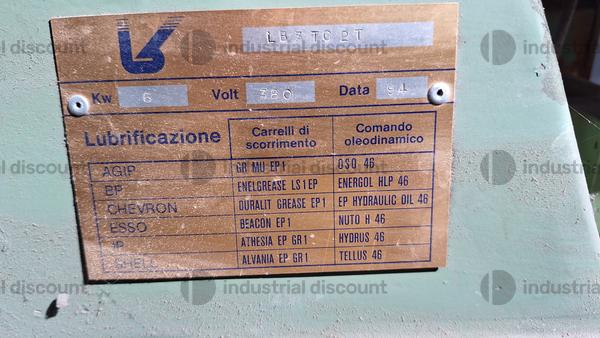 LB3TC2T
Kw 6 Volt 380 Data 94
Lubrificazione
Carrelli di scorrimento
Comando oleodinamico
AGIP GR MU EP1 OSO 46
BP ENELGREASE LS1EP ENERGOL HLP 46
CHEVRON DURALIT GREASE EP1 EP HYDRAULIC OIL 46
ESSO BEACON EP1 NUTO H 46
IP ATHESIA EP GR1 HYDRUS 46
SHELL ALVANIA EP GR1 TELLUS 46
industrial discount